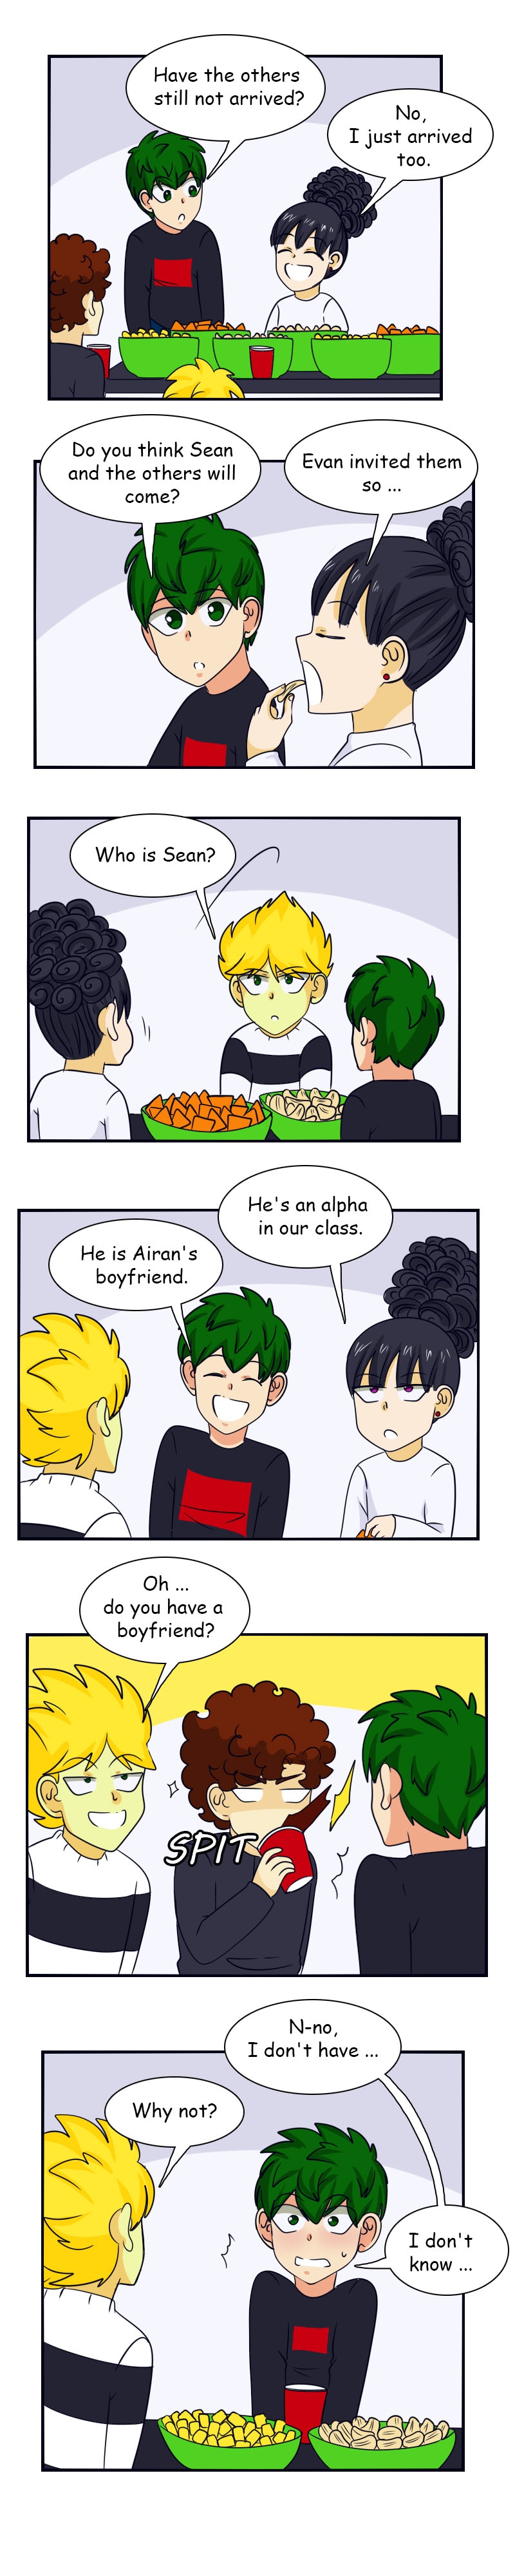 Have the others
still not arrived?
No,
I just arrived
too.
Do you think Sean
and the others will
come?
Evan invited them
so ...
Who is Sean?
He's an alpha
in our class.
He is Airan's
boyfriend.
Oh ...
do you have a
boyfriend?
SPIT
N-no,
I don't have ...
Why not?
I don't
know ...